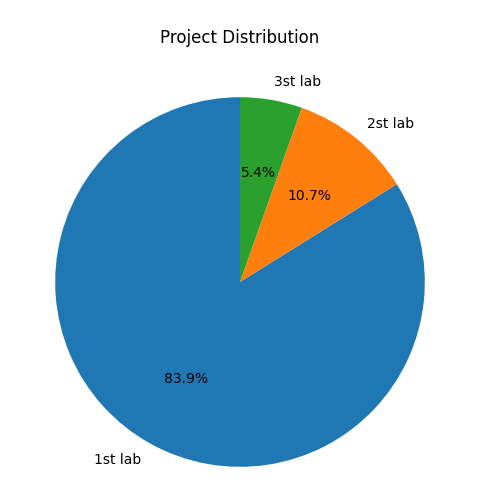 Project Distribution
3st lab
2st lab
5.4%
10.7%
83.9%
1st lab